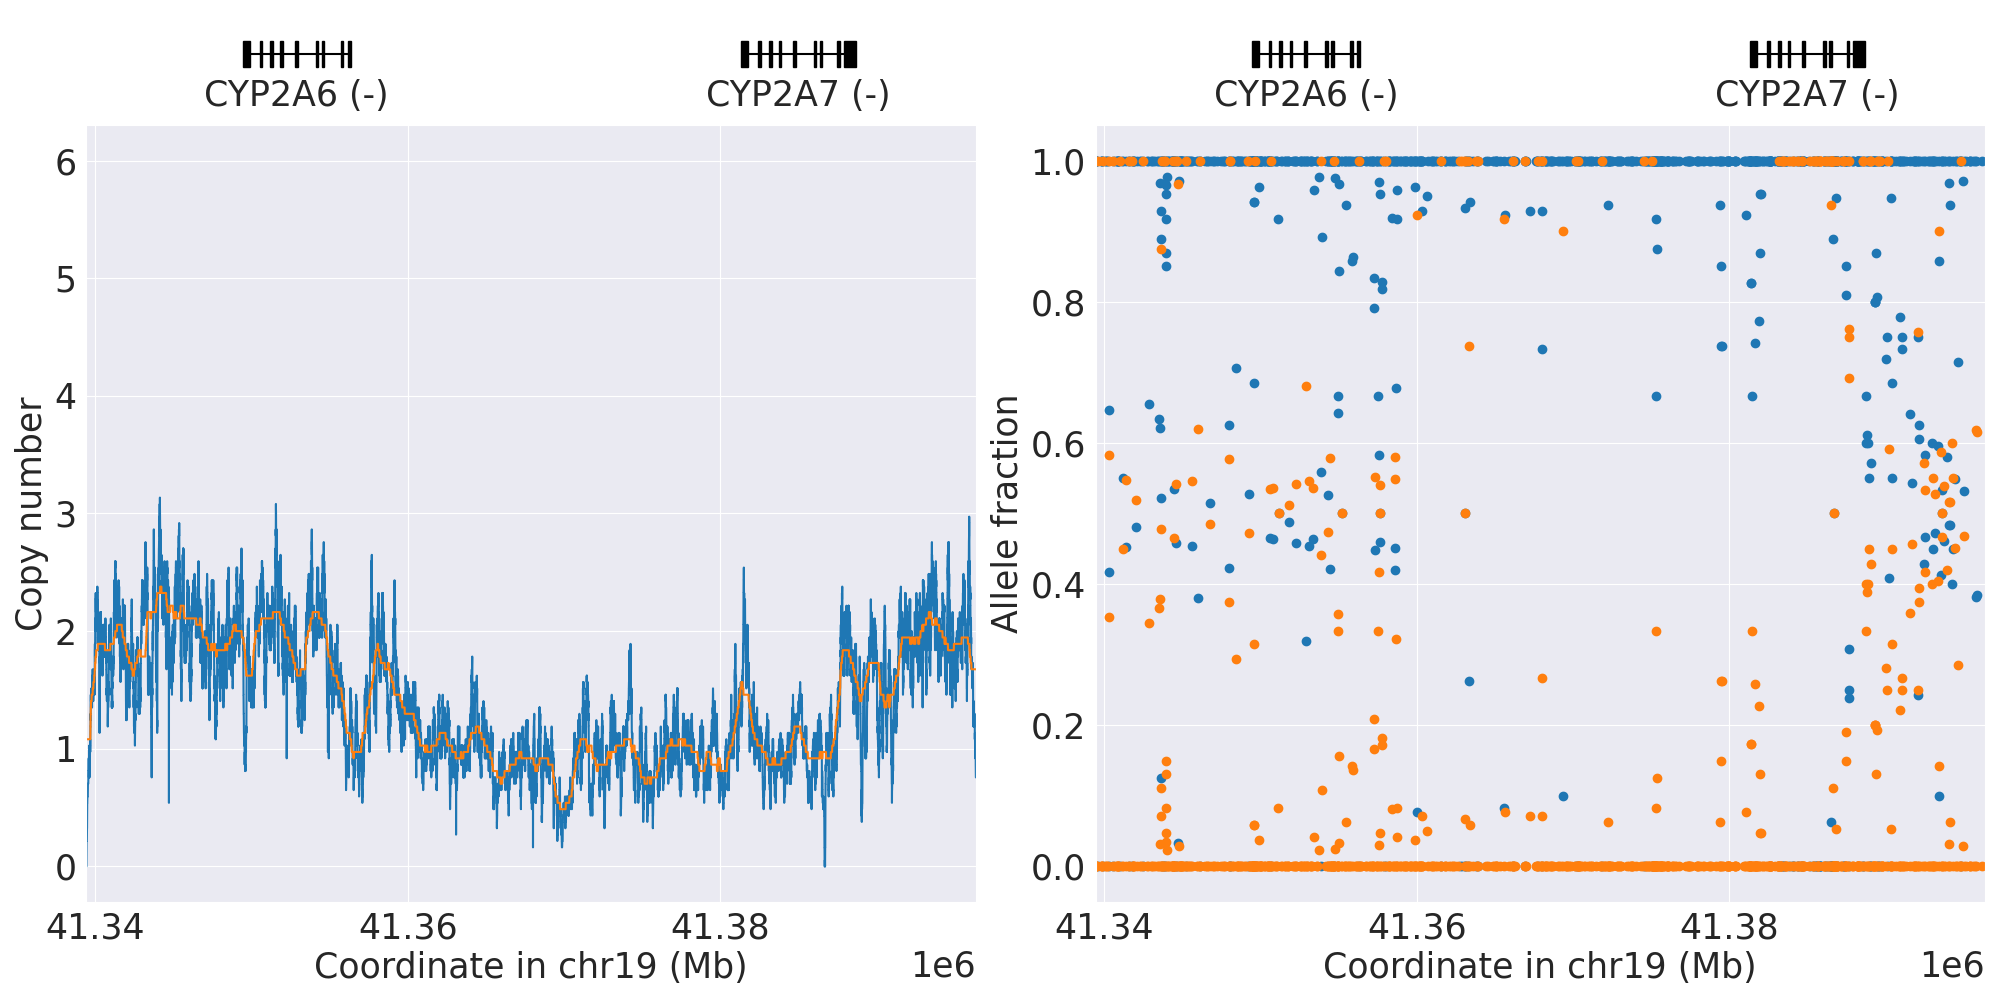 CYP2A6 (-) CYP2A7 (-)
6
5
4
3
2
1
0
Copy number
41.34 41.36 41.38
Coordinate in chr19 (Mb) 1e6
CYP2A6 (-) CYP2A7 (-)
1.0
0.8
0.6
0.4
0.2
0.0
Allele fraction
41.34 41.36 41.38
Coordinate in chr19 (Mb) 1e6